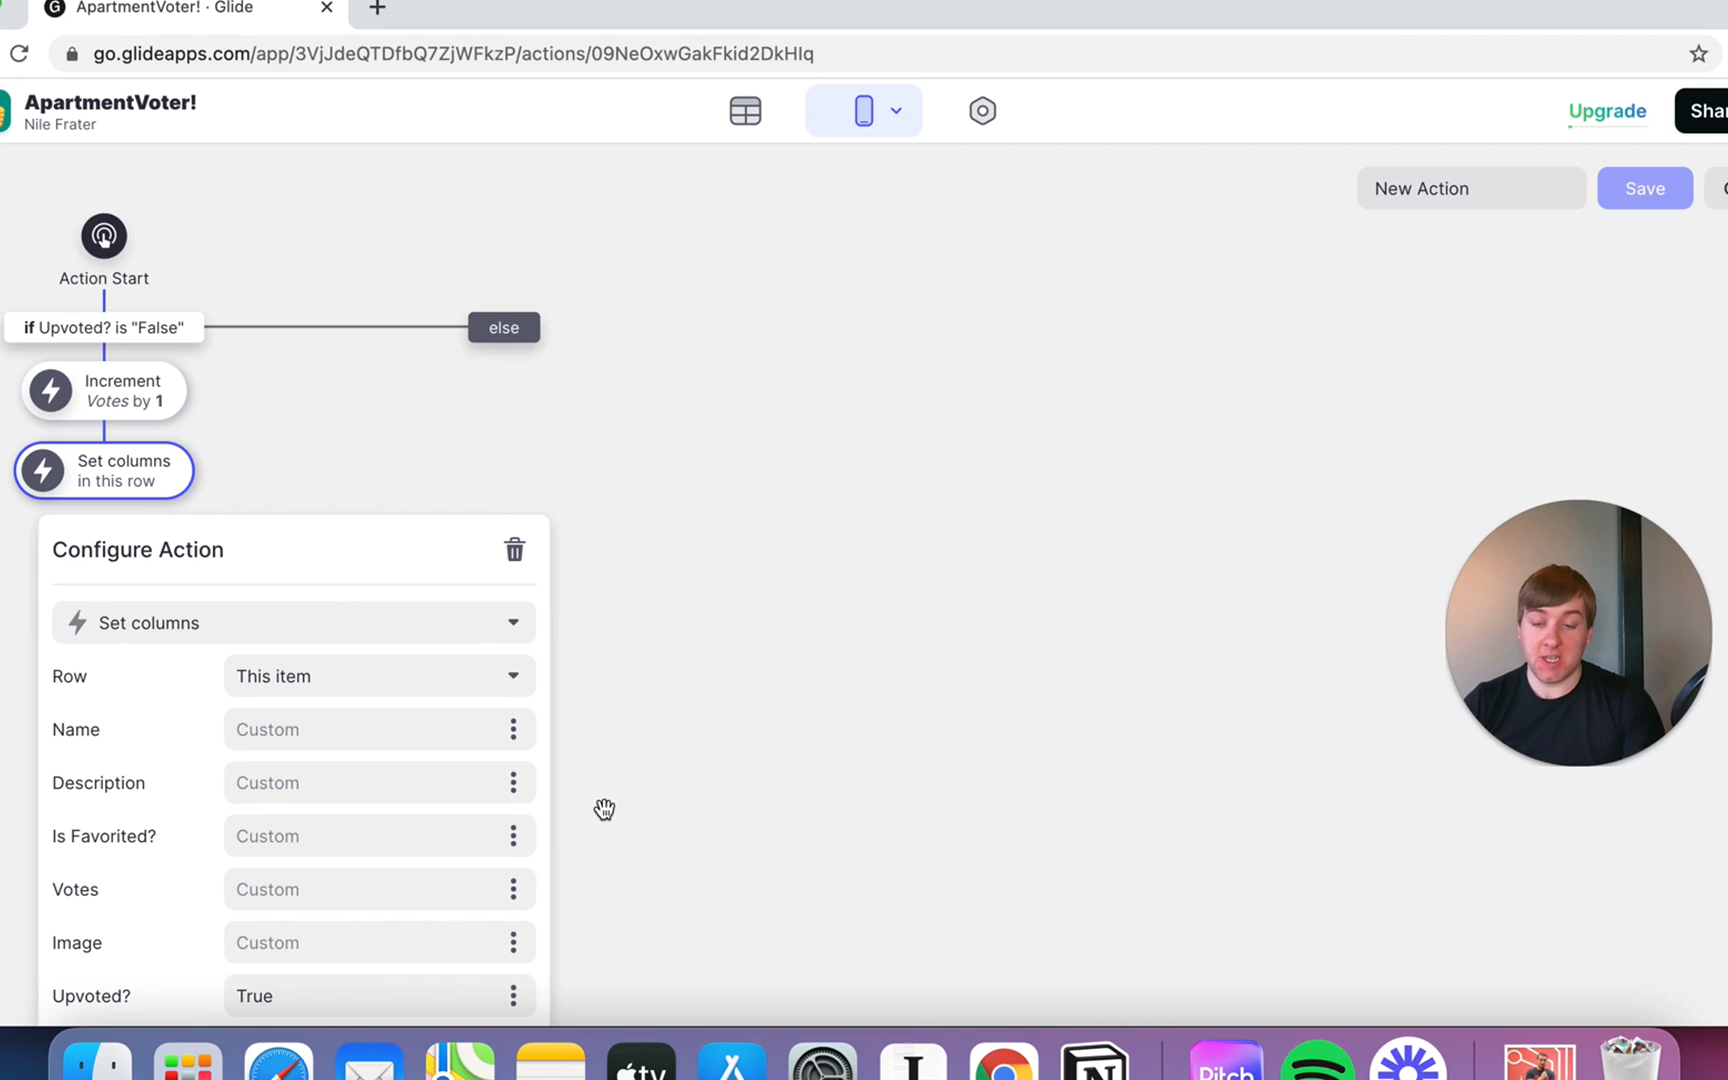 ApartmentVoter! · Glide
go.glideapps.com/app/3VjJdeQTDfbQ7ZjWFkzP/actions/09NeOxwGakFkid2DkHIq
ApartmentVoter!
Nile Frater
Upgrade
Shar
New Action
Save
Action Start
if Upvoted? is "False"
else
Increment
Votes by 1
Set columns
in this row
Configure Action
Set columns
Row
This item
Name
Custom
Description
Custom
Is Favorited?
Custom
Votes
Custom
Image
Custom
Upvoted?
True
tv
Pitch